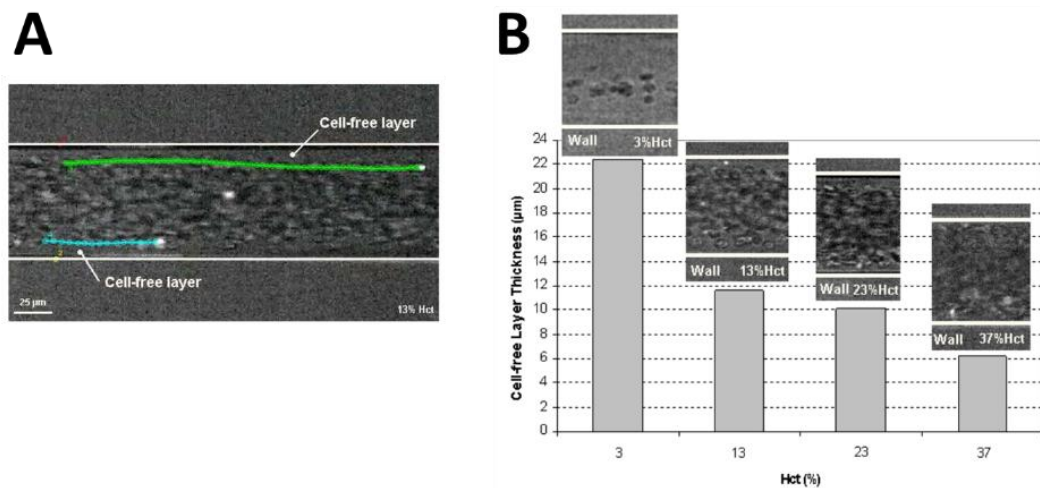 A
Cell-free layer
Cell-free layer
25 µm
13% Hct
B
Wall 3%Hct
Wall 13%Hct
Wall 23%Hct
Wall 37%Hct
Cell-free Layer Thickness (µm)
24
22
20
18
16
14
12
10
8
6
4
2
0
3 13 23 37
Hct (%)